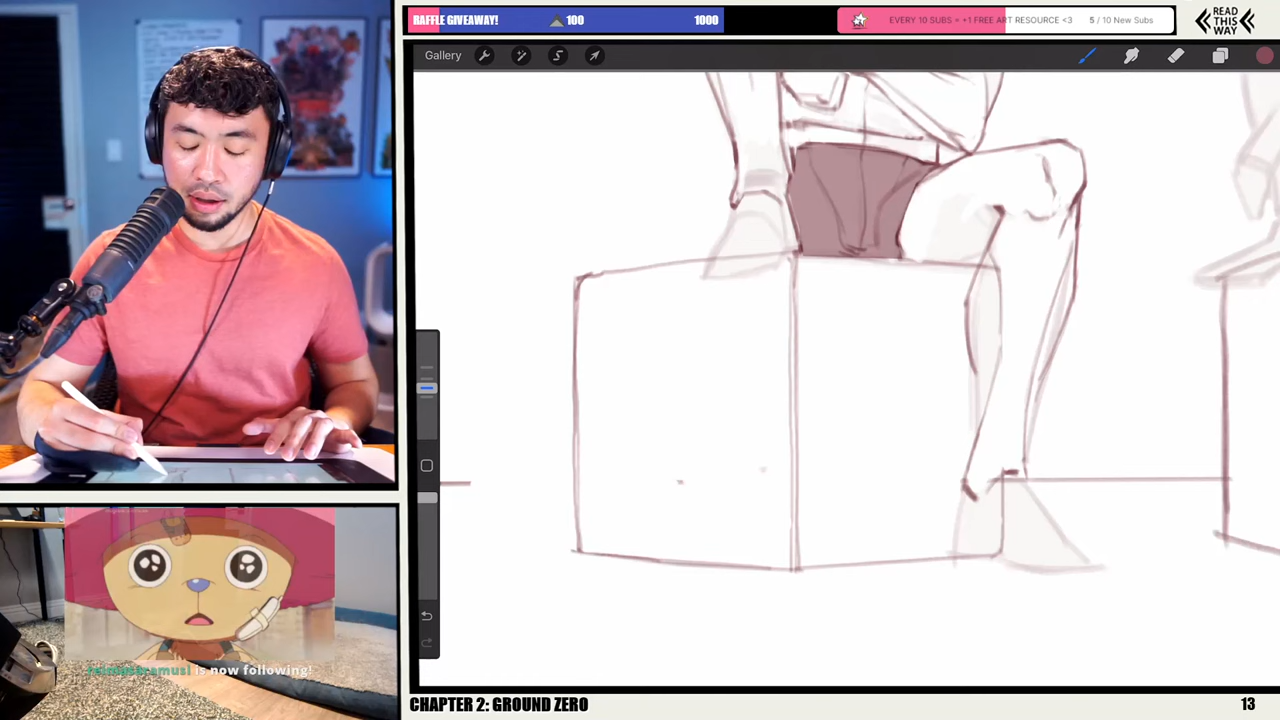 RAFFLE GIVEAWAY!
100
1000
EVERY 10 SUBS = +1 FREE ART RESOURCE <3
5 / 10 New Subs
READ
THIS
WAY
Gallery
is now following!
CHAPTER 2: GROUND ZERO
13